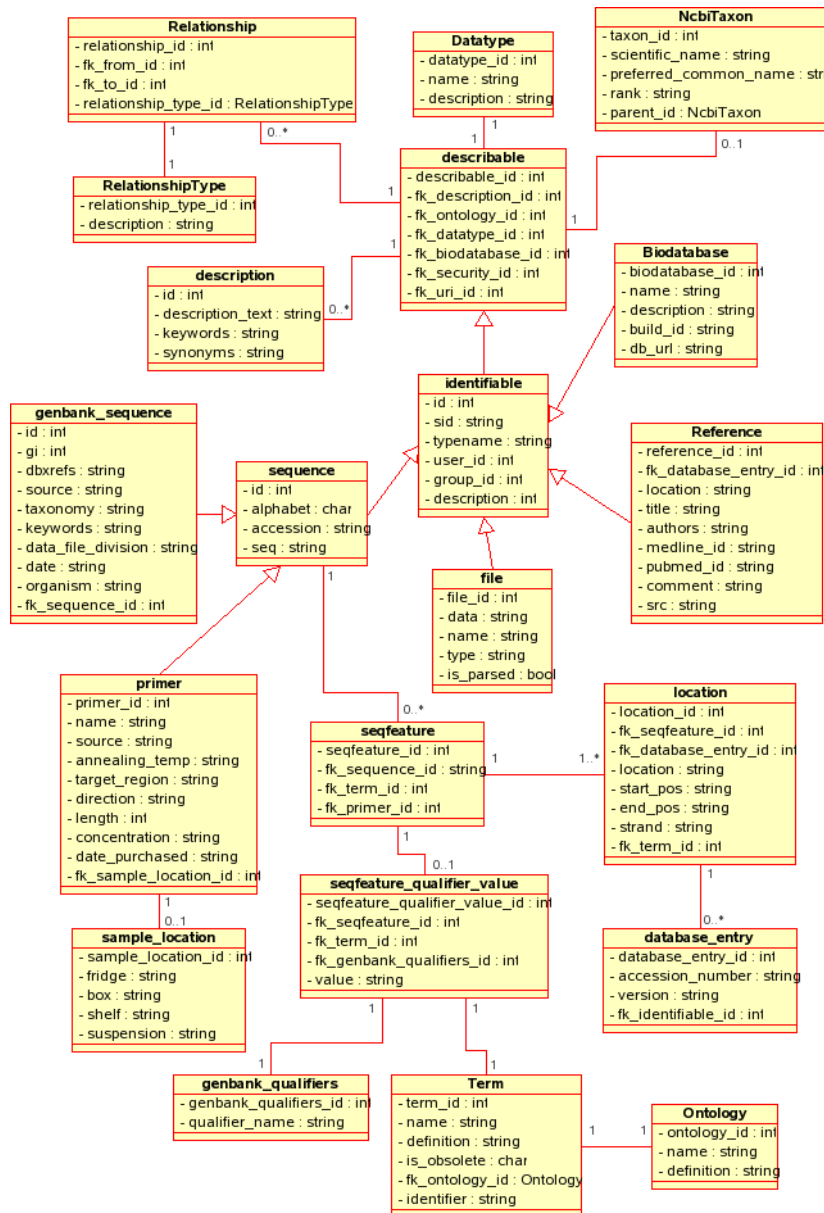 Relationship
- relationship_id : int
- fk_from_id : int
- fk_to_id : int
- relationship_type_id : RelationshipType
Datatype
- datatype_id : int
- name : string
- description : string
NcbiTaxon
- taxon_id : int
- scientific_name : string
- preferred_common_name : str
- rank : string
- parent_id : NcbiTaxon
1
1
0..*
1
1
1
0..1
1
RelationshipType
- relationship_type_id : int
- description : string
describable
- describable_id : int
- fk_description_id : int
- fk_ontology_id : int
- fk_datatype_id : int
- fk_biodatabase_id : int
- fk_security_id : int
- fk_uri_id : int
1
0..*
description
- id : int
- description_text : string
- keywords : string
- synonyms : string
Biodatabase
- biodatabase_id : int
- name : string
- description : string
- build_id : string
- db_url : string
identifiable
- id : int
- sid : string
- typename : string
- user_id : int
- group_id : int
- description : int
genbank_sequence
- id : int
- gi : int
- dbxrefs : string
- source : string
- taxonomy : string
- keywords : string
- data_file_division : string
- date : string
- organism : string
- fk_sequence_id : int
sequence
- id : int
- alphabet : char
- accession : string
- seq : string
Reference
- reference_id : int
- fk_database_entry_id : int
- location : string
- title : string
- authors : string
- medline_id : string
- pubmed_id : string
- comment : string
- src : string
1
0..*
file
- file_id : int
- data : string
- name : string
- type : string
- is_parsed : bool
primer
- primer_id : int
- name : string
- source : string
- annealing_temp : string
- target_region : string
- direction : string
- length : int
- concentration : string
- date_purchased : string
- fk_sample_location_id : int
seqfeature
- seqfeature_id : int
- fk_sequence_id : string
- fk_term_id : int
- fk_primer_id : int
1
1..*
location
- location_id : int
- fk_seqfeature_id : int
- fk_database_entry_id : int
- location : string
- start_pos : string
- end_pos : string
- strand : string
- fk_term_id : int
1
0..1
1
0..1
1
0..*
sample_location
- sample_location_id : int
- fridge : string
- box : string
- shelf : string
- suspension : string
seqfeature_qualifier_value
- seqfeature_qualifier_value_id : int
- fk_seqfeature_id : int
- fk_term_id : int
- fk_genbank_qualifiers_id : int
- value : string
database_entry
- database_entry_id : int
- accession_number : string
- version : string
- fk_identifiable_id : int
1
1
1
1
genbank_qualifiers
- genbank_qualifiers_id : int
- qualifier_name : string
Term
- term_id : int
- name : string
- definition : string
- is_obsolete : char
- fk_ontology_id : Ontology
- identifier : string
1
1
Ontology
- ontology_id : int
- name : string
- definition : string